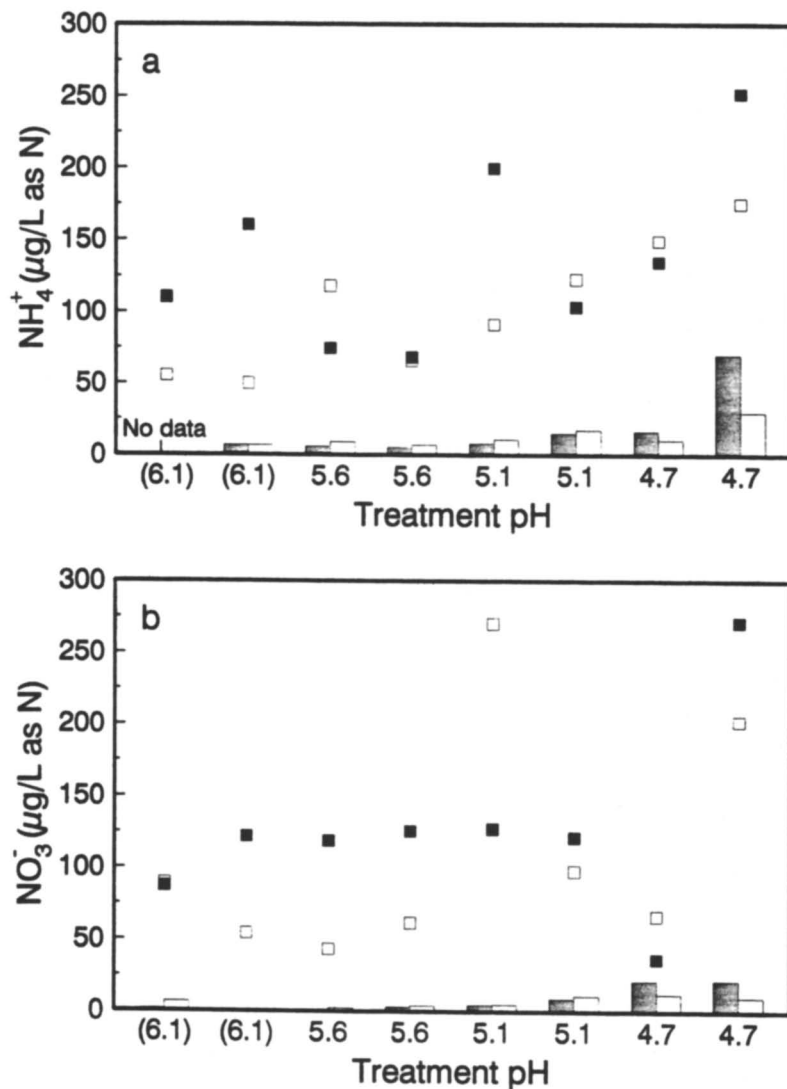 300
250
200
150
100
50
0
NH₄⁺ (µg/L as N)
a
No data
(6.1) (6.1) 5.6 5.6 5.1 5.1 4.7 4.7
Treatment pH
300
250
200
150
100
50
0
NO₃⁻ (µg/L as N)
b
(6.1) (6.1) 5.6 5.6 5.1 5.1 4.7 4.7
Treatment pH